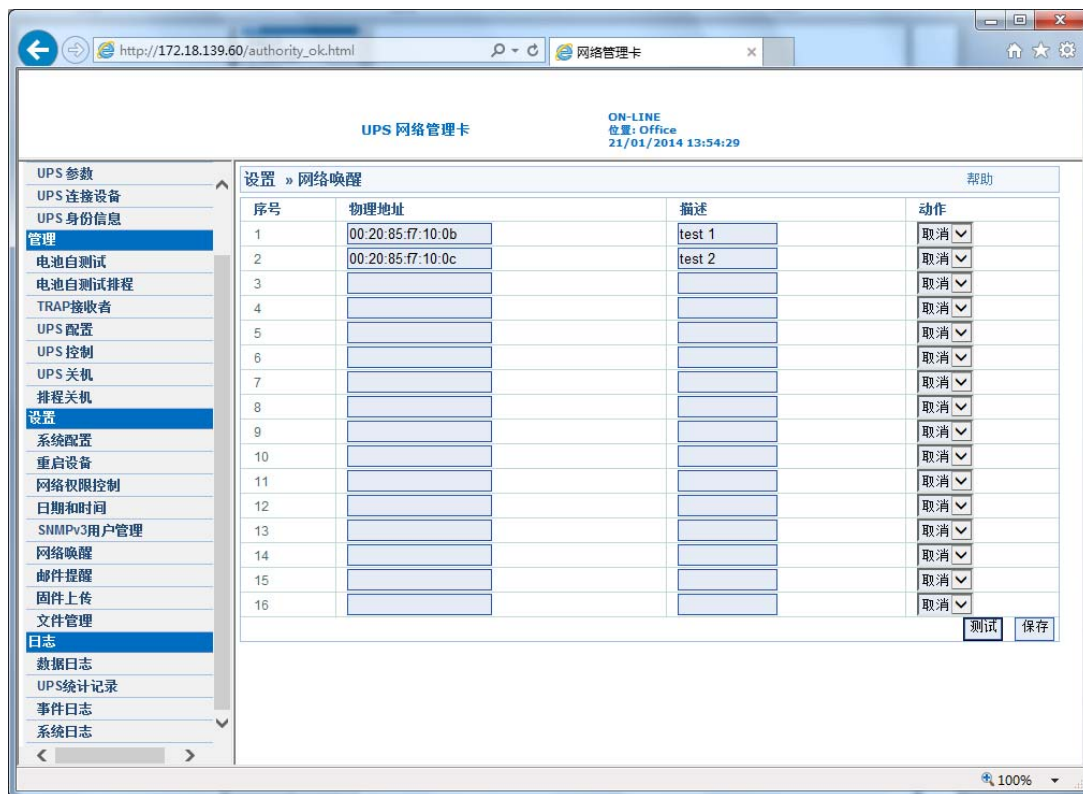 http://172.18.139.60/authority_ok.html
网络管理卡
UPS 网络管理卡
ON-LINE
位置: Office
21/01/2014 13:54:29
UPS 参数
UPS 连接设备
UPS 身份信息
管理
电池自测试
电池自测试排程
TRAP接收者
UPS 配置
UPS 控制
UPS 关机
排程关机
设置
系统配置
重启设备
网络权限控制
日期和时间
SNMPv3用户管理
网络唤醒
邮件提醒
固件上传
文件管理
日志
数据日志
UPS统计记录
事件日志
系统日志
设置 » 网络唤醒 帮助
序号 物理地址 描述 动作
1 00:20:85:f7:10:0b test 1 取消
2 00:20:85:f7:10:0c test 2 取消
3 取消
4 取消
5 取消
6 取消
7 取消
8 取消
9 取消
10 取消
11 取消
12 取消
13 取消
14 取消
15 取消
16 取消
测试 保存
100%